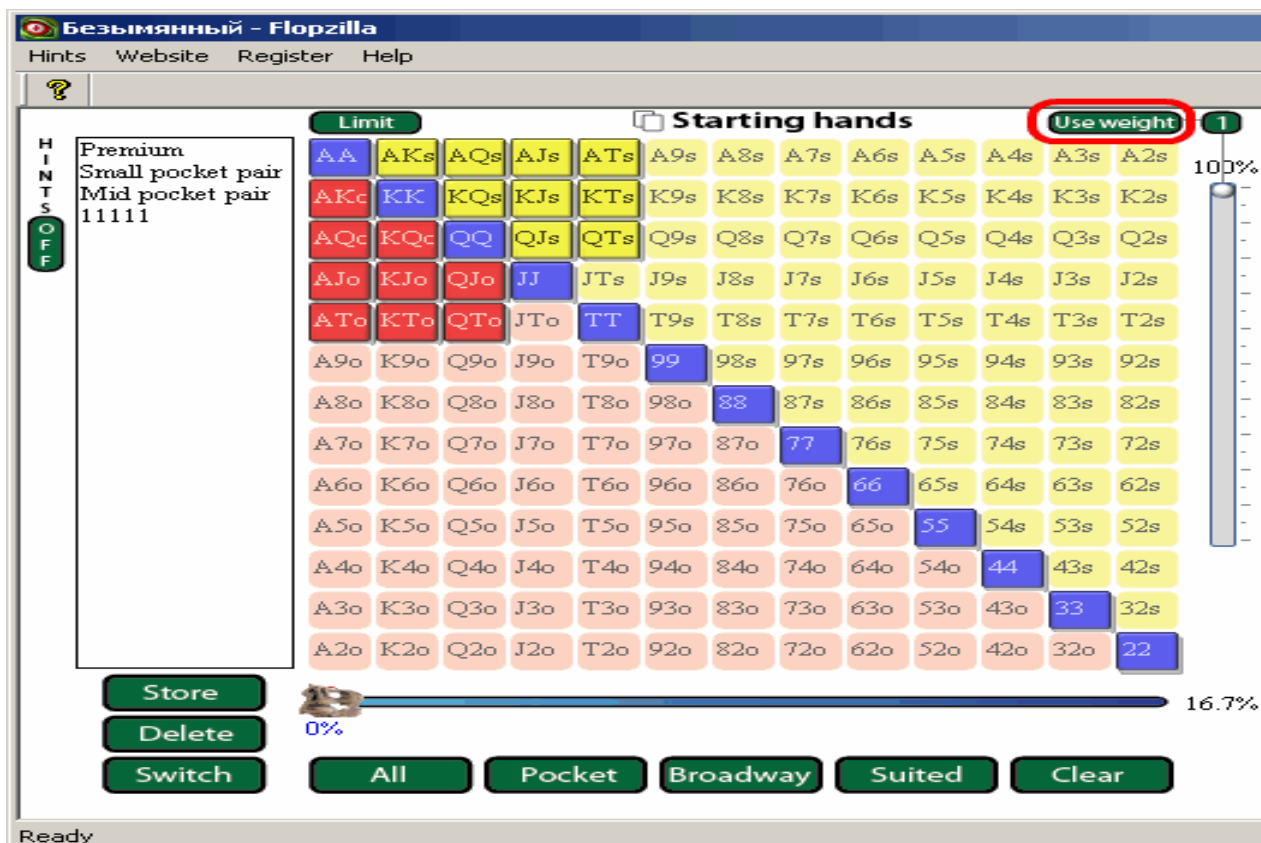 Безымянный - Flopzilla
Hints Website Register Help
?
Limit Starting hands Use weight 1
HINTS
OFF
Premium
Small pocket pair
Mid pocket pair
11111
100%
AA AKs AQs AJs ATs A9s A8s A7s A6s A5s A4s A3s A2s
AKc KK KQs KJs KTs K9s K8s K7s K6s K5s K4s K3s K2s
AQc KQc QQ QJs QTs Q9s Q8s Q7s Q6s Q5s Q4s Q3s Q2s
AJo KJo QJo JJ JTs J9s J8s J7s J6s J5s J4s J3s J2s
ATo KTo QTo JTo TT T9s T8s T7s T6s T5s T4s T3s T2s
A9o K9o Q9o J9o T9o 99 98s 97s 96s 95s 94s 93s 92s
A8o K8o Q8o J8o T8o 98o 88 87s 86s 85s 84s 83s 82s
A7o K7o Q7o J7o T7o 97o 87o 77 76s 75s 74s 73s 72s
A6o K6o Q6o J6o T6o 96o 86o 76o 66 65s 64s 63s 62s
A5o K5o Q5o J5o T5o 95o 85o 75o 65o 55 54s 53s 52s
A4o K4o Q4o J4o T4o 94o 84o 74o 64o 54o 44 43s 42s
A3o K3o Q3o J3o T3o 93o 83o 73o 63o 53o 43o 33 32s
A2o K2o Q2o J2o T2o 92o 82o 72o 62o 52o 42o 32o 22
Store
Delete
Switch
0%
16.7%
All Pocket Broadway Suited Clear
Ready